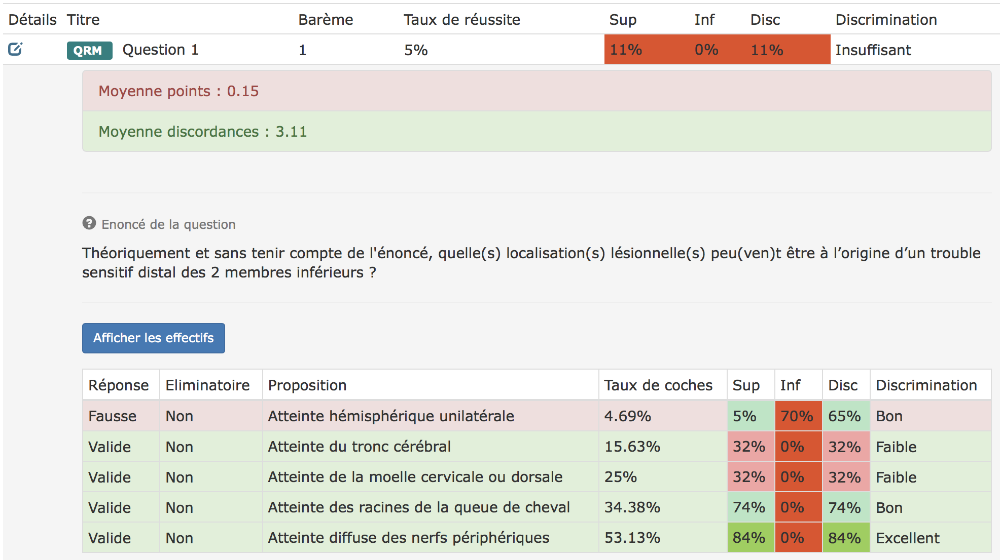 Détails Titre Barème Taux de réussite Sup Inf Disc Discrimination
QRM Question 1 1 5% 11% 0% 11% Insuffisant
Moyenne points : 0.15
Moyenne discordances : 3.11
Enoncé de la question
Théoriquement et sans tenir compte de l'énoncé, quelle(s) localisation(s) lésionnelle(s) peu(ven)t être à l’origine d’un trouble
sensitif distal des 2 membres inférieurs ?
Afficher les effectifs
Réponse Eliminatoire Proposition Taux de coches Sup Inf Disc Discrimination
Fausse Non Atteinte hémisphérique unilatérale 4.69% 5% 70% 65% Bon
Valide Non Atteinte du tronc cérébral 15.63% 32% 0% 32% Faible
Valide Non Atteinte de la moelle cervicale ou dorsale 25% 32% 0% 32% Faible
Valide Non Atteinte des racines de la queue de cheval 34.38% 74% 0% 74% Bon
Valide Non Atteinte diffuse des nerfs périphériques 53.13% 84% 0% 84% Excellent